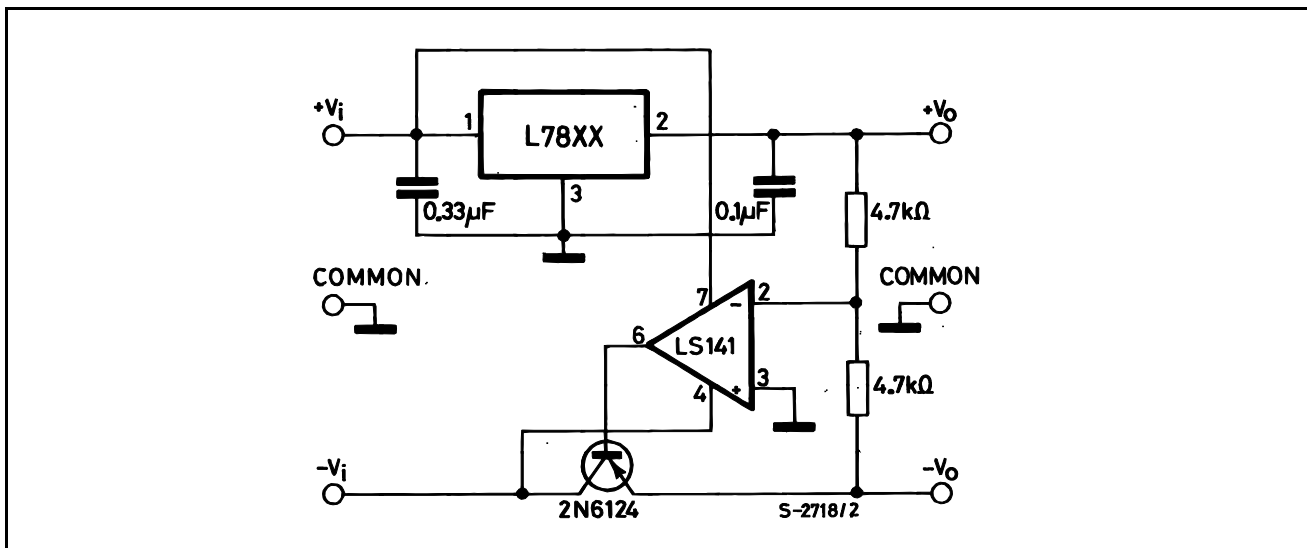 +Vi
1
L78XX
2
+Vo
3
0.33µF
0.1µF
4.7kΩ
COMMON
COMMON
7
2
-
6
LS141
3
+
4
4.7kΩ
-Vi
-Vo
2N6124
S-2718/2